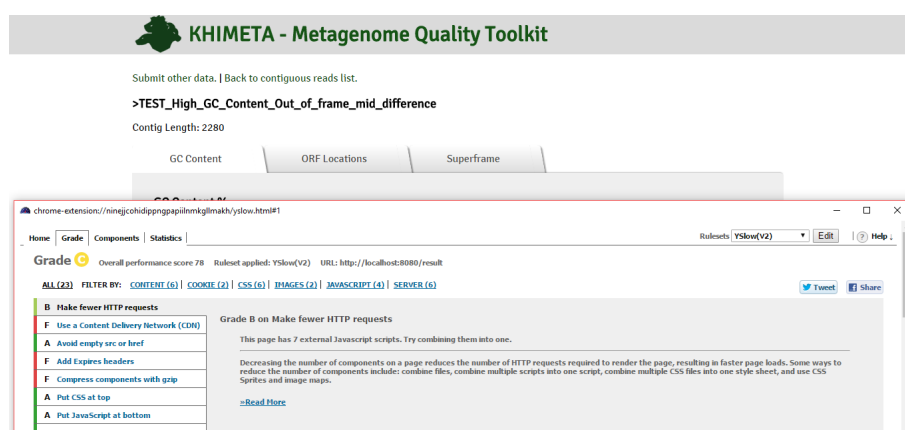 KHIMETA - Metagenome Quality Toolkit
Submit other data. | Back to contiguous reads list.
>TEST_High_GC_Content_Out_of_frame_mid_difference
Contig Length: 2280
GC Content ORF Locations Superframe
chrome-extension://ninejjcohidippngpapiilnmkgllmakh/yslow.html#1
Home Grade Components Statistics Rulesets YSlow(V2) Edit ? Help ↓
Grade C Overall performance score 78 Ruleset applied: YSlow(V2) URL: http://localhost:8080/result
ALL (23) FILTER BY: CONTENT (6) | COOKIE (2) | CSS (6) | IMAGES (2) | JAVASCRIPT (4) | SERVER (6)
Tweet Share
B Make fewer HTTP requests
F Use a Content Delivery Network (CDN)
A Avoid empty src or href
F Add Expires headers
F Compress components with gzip
A Put CSS at top
A Put JavaScript at bottom
Grade B on Make fewer HTTP requests
This page has 7 external Javascript scripts. Try combining them into one.
Decreasing the number of components on a page reduces the number of HTTP requests required to render the page, resulting in faster page loads. Some ways to
reduce the number of components include: combine files, combine multiple scripts into one script, combine multiple CSS files into one style sheet, and use CSS
Sprites and image maps.
»Read More